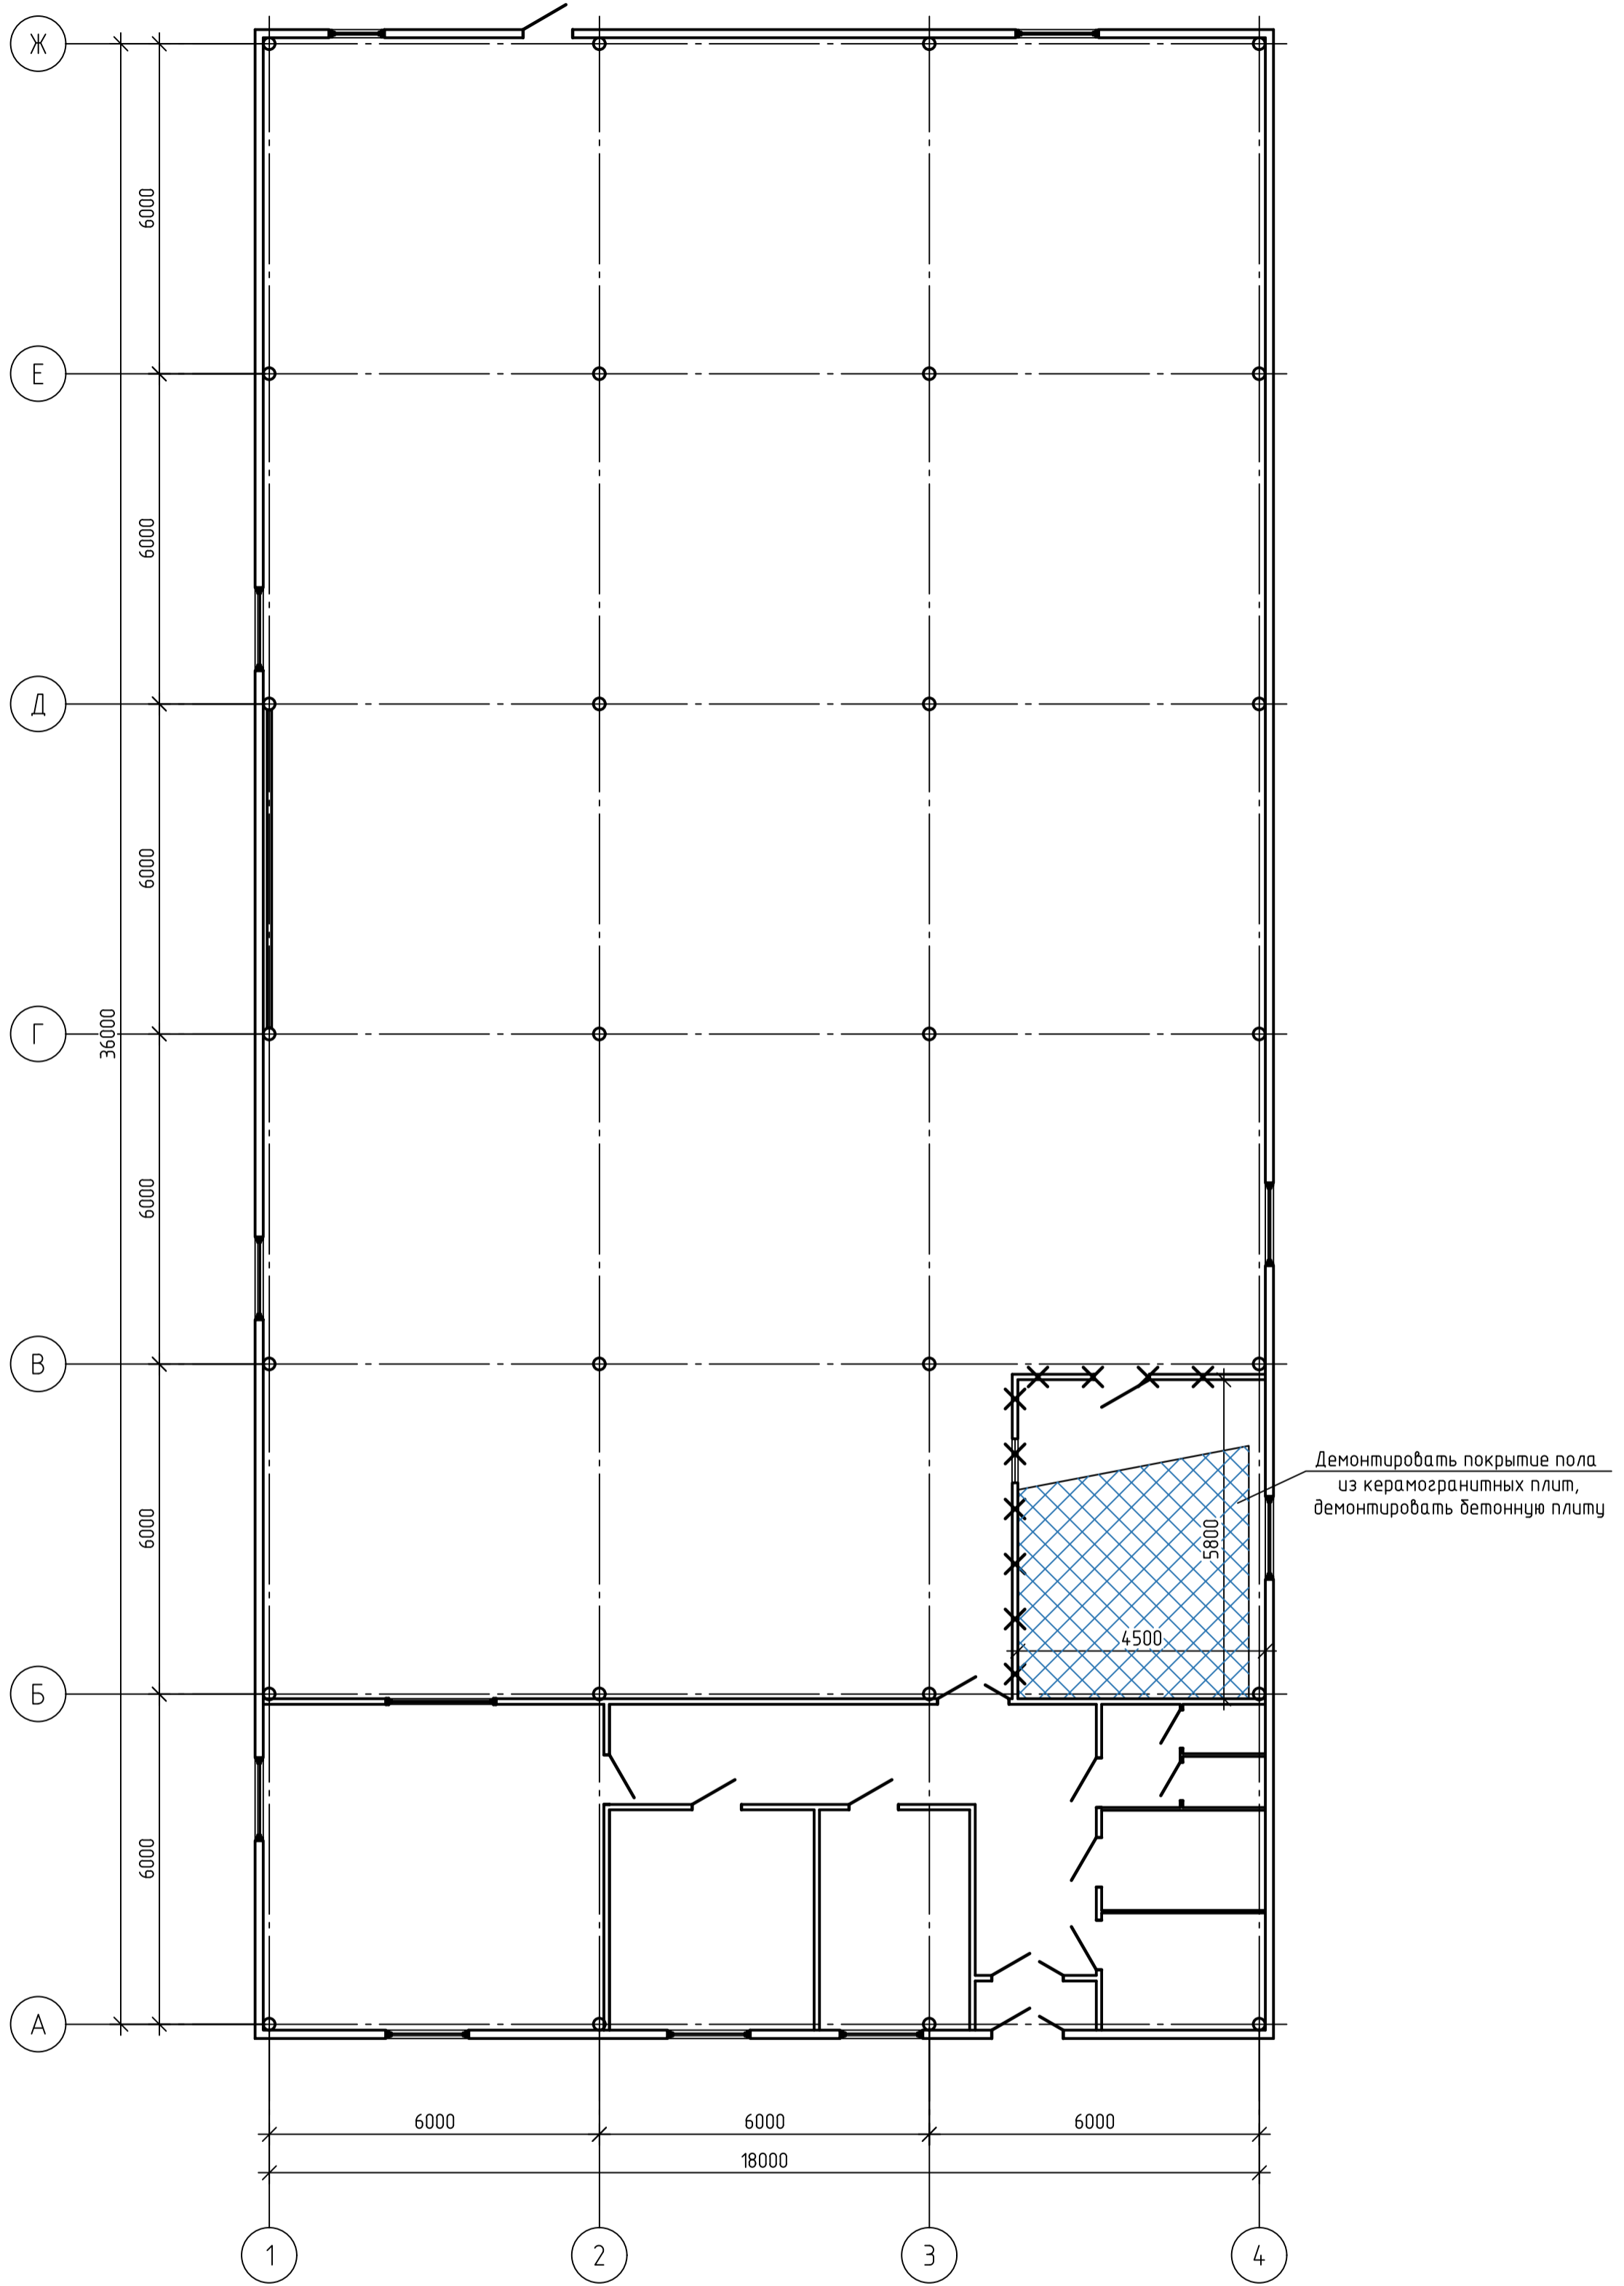 Ж
6000
Е
6000
Д
6000
Г
36000
6000
В
Демонтировать покрытие пола
из керамогранитных плит,
демонтировать бетонную плиту
5800
6000
4500
Б
6000
А
6000
6000
6000
18000
1
2
3
4